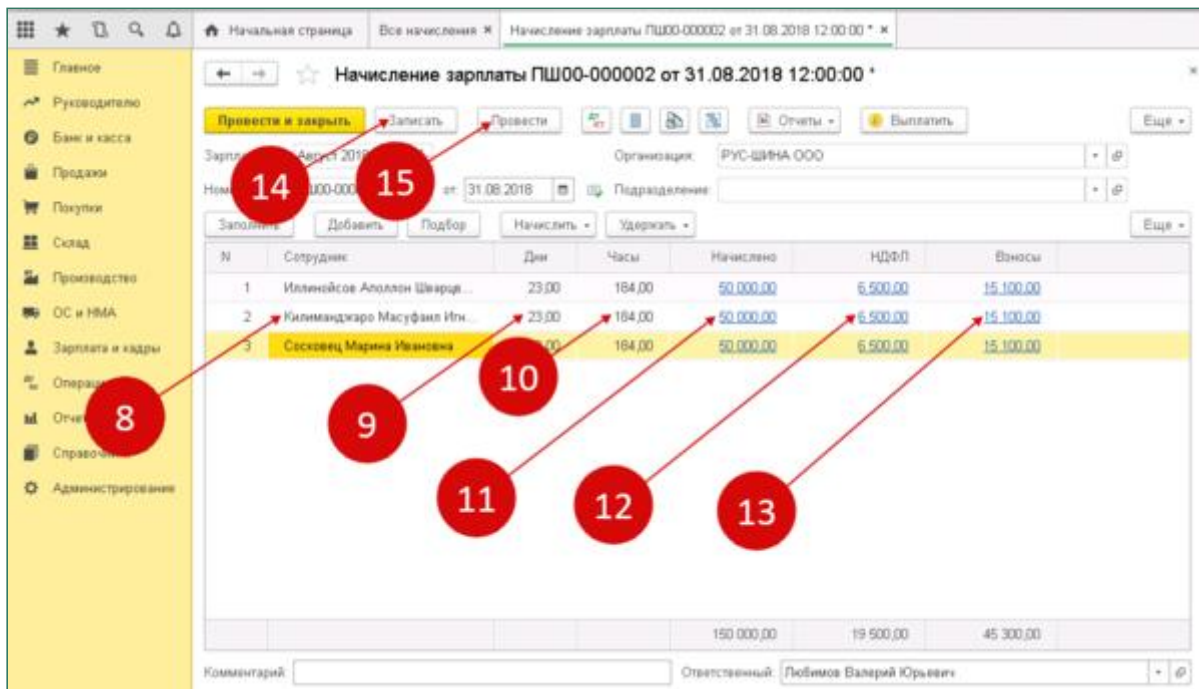 Начальная страница Все начисления × Начисление зарплаты ПШ00-000002 от 31.08.2018 12:00:00 * ×
Главное
Начисление зарплаты ПШ00-000002 от 31.08.2018 12:00:00 *
Руководителю
Провести и закрыть Записать Провести Отчеты Выплатить Еще
Банк и касса
Август 2018 Организация: РУС-ШИНА ООО
Продажи
14 15 от: 31.08.2018 Подразделение:
Покупки
Добавить Подбор Начислить Удержать Еще
Склад
N Сотрудник Дни Часы Начислено НДФЛ Взносы
Производство
1 Иллинойсов Аполлон Шварце... 23,00 184,00 50 000,00 6 500,00 15 100,00
ОС и НМА
2 Килиманджаро Масуфаил Игн... 23,00 184,00 50 000,00 6 500,00 15 100,00
Зарплата и кадры
3 Сосковец Марина Ивановна 184,00 50 000,00 6 500,00 15 100,00
10
8
9
Администрирование
11 12 13
150 000,00 19 500,00 45 300,00
Комментарий: Ответственный: Любимов Валерий Юрьевич